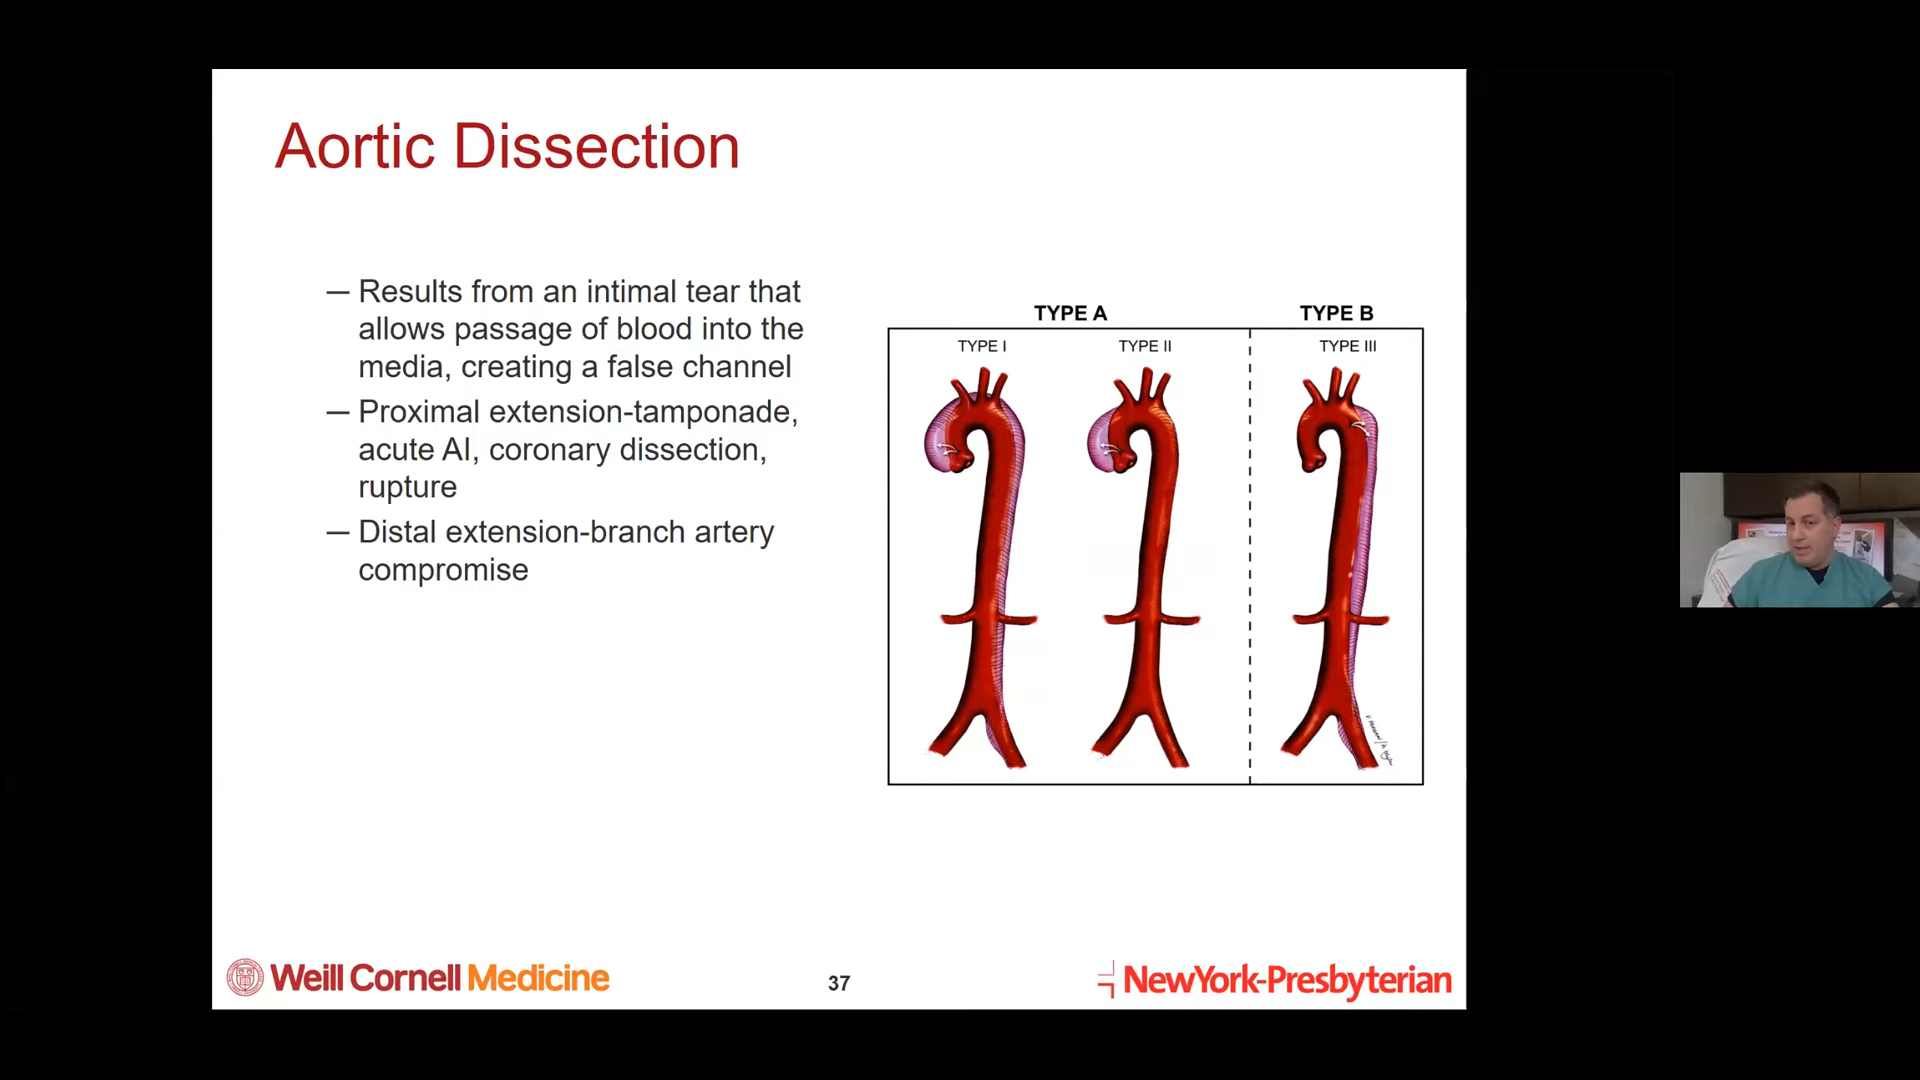 Aortic Dissection
— Results from an intimal tear that
allows passage of blood into the
media, creating a false channel
— Proximal extension-tamponade,
acute AI, coronary dissection,
rupture
— Distal extension-branch artery
compromise
TYPE A
TYPE B
TYPE I
TYPE II
TYPE III
Weill Cornell Medicine
37
NewYork-Presbyterian